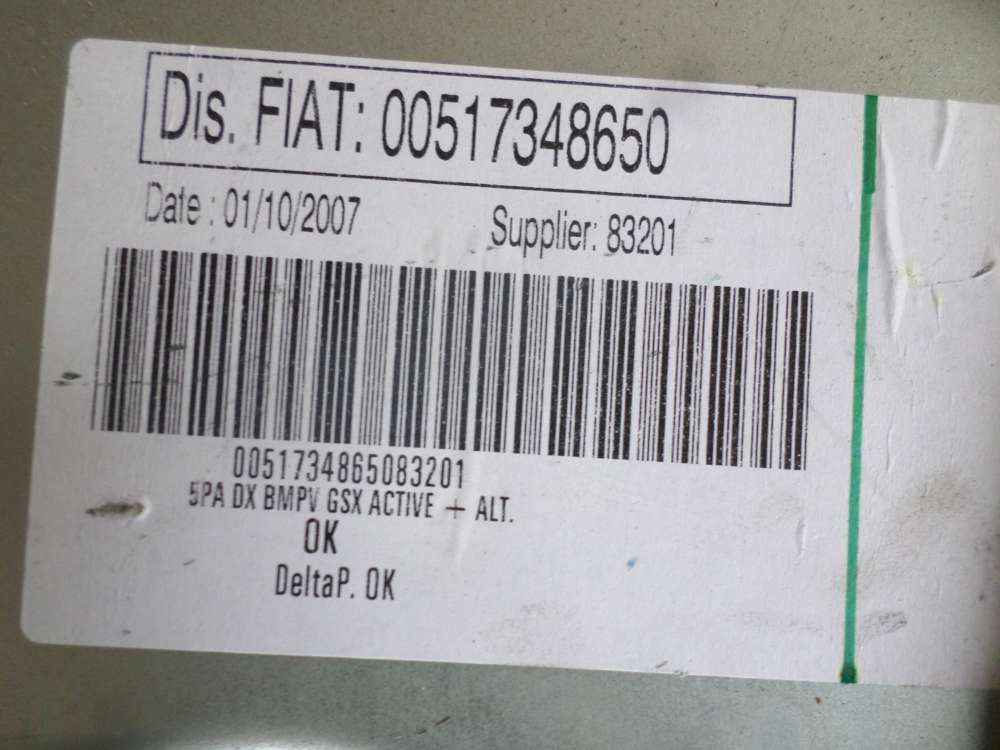 Dis. FIAT: 00517348650
Date : 01/10/2007 Supplier: 83201
0051734865083201
5PA DX BMPV GSX ACTIVE + ALT.
OK
DeltaP. OK